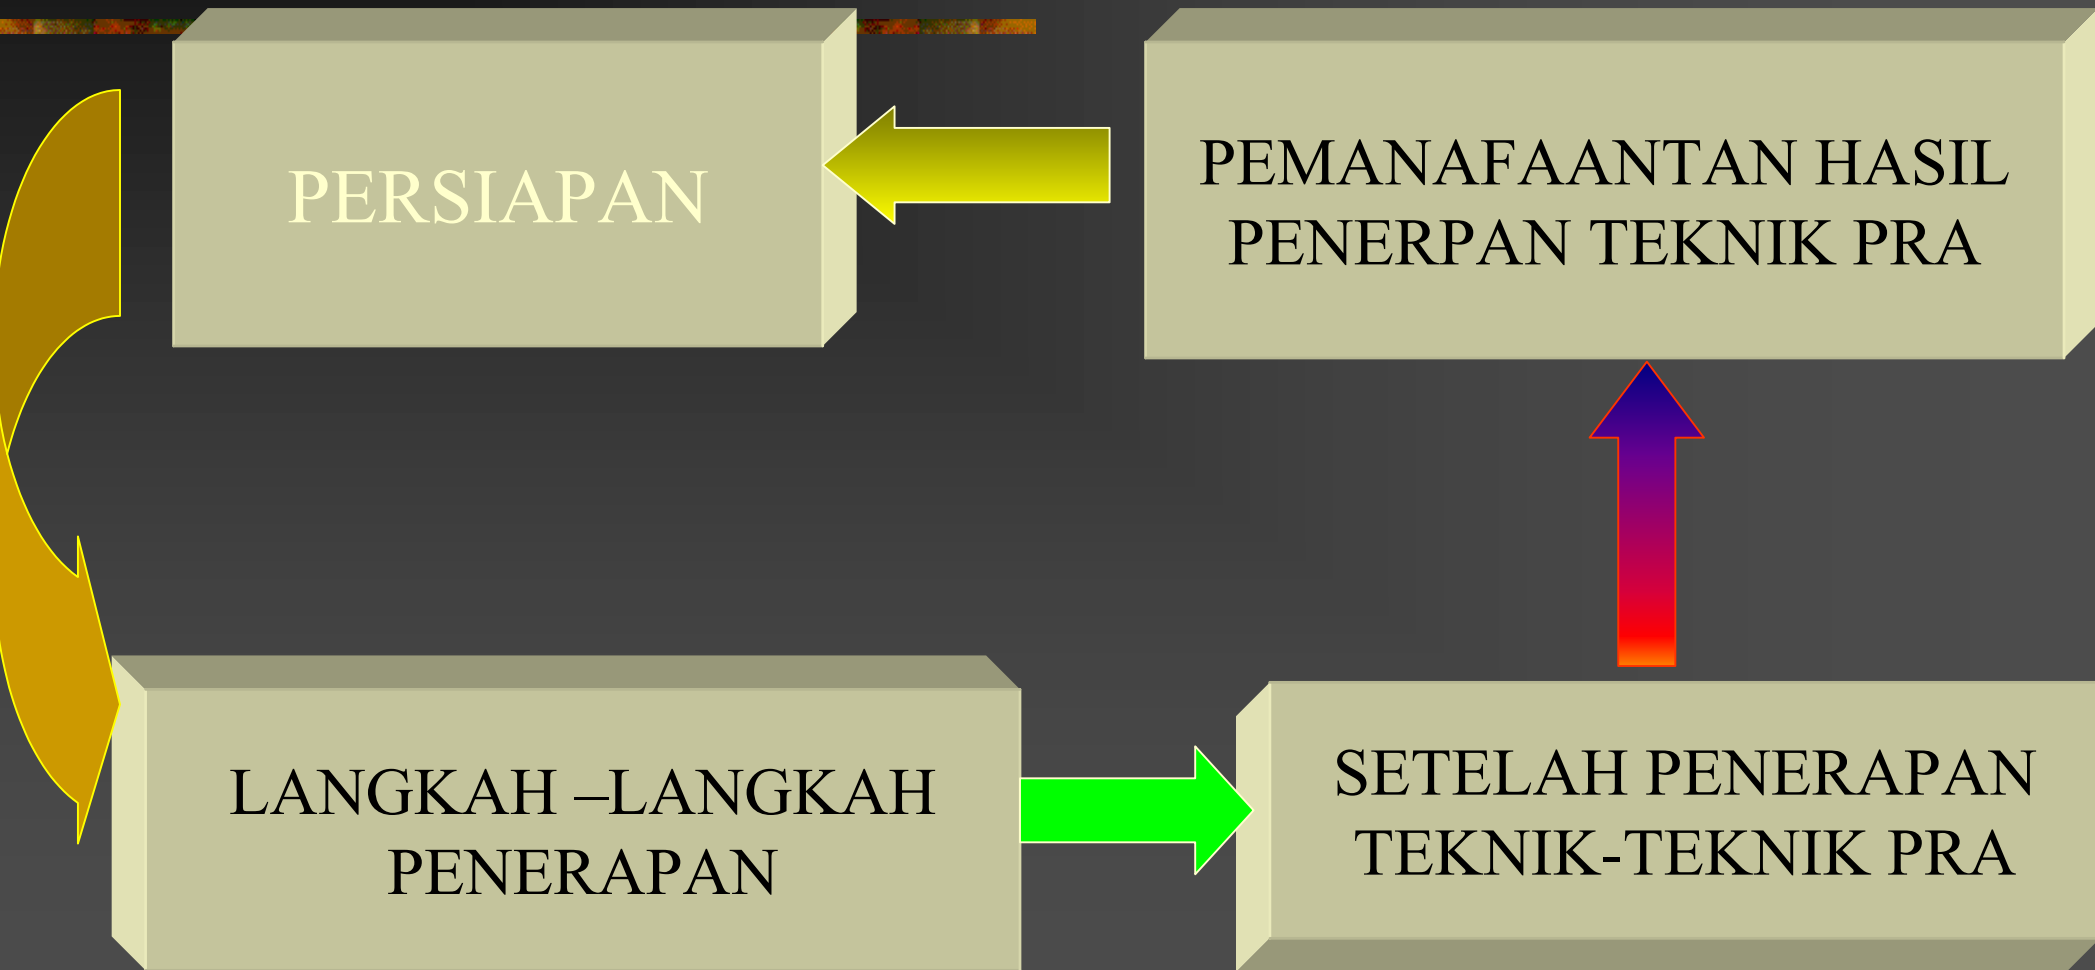 PERSIAPAN
PEMANAFAANTAN HASIL
PENERPAN TEKNIK PRA
LANGKAH –LANGKAH
PENERAPAN
SETELAH PENERAPAN
TEKNIK-TEKNIK PRA